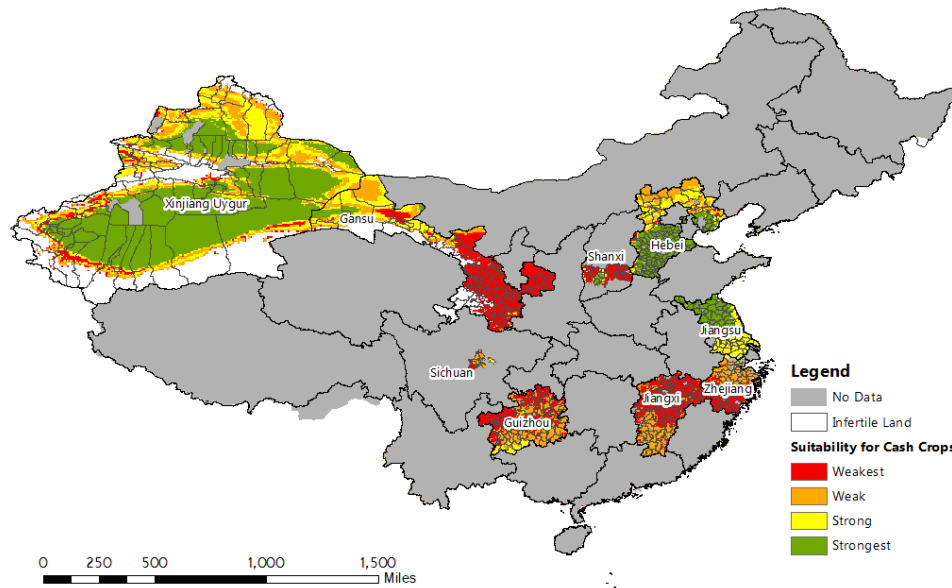 Xinjiang Uygur
Gansu
Shanxi
Hebei
Jiangsu
Sichuan
Zhejiang
Jiangxi
Guizhou
Legend
No Data
Infertile Land
Suitability for Cash Crops
Weakest
Weak
Strong
Strongest
0 250 500 1,000 1,500
Miles